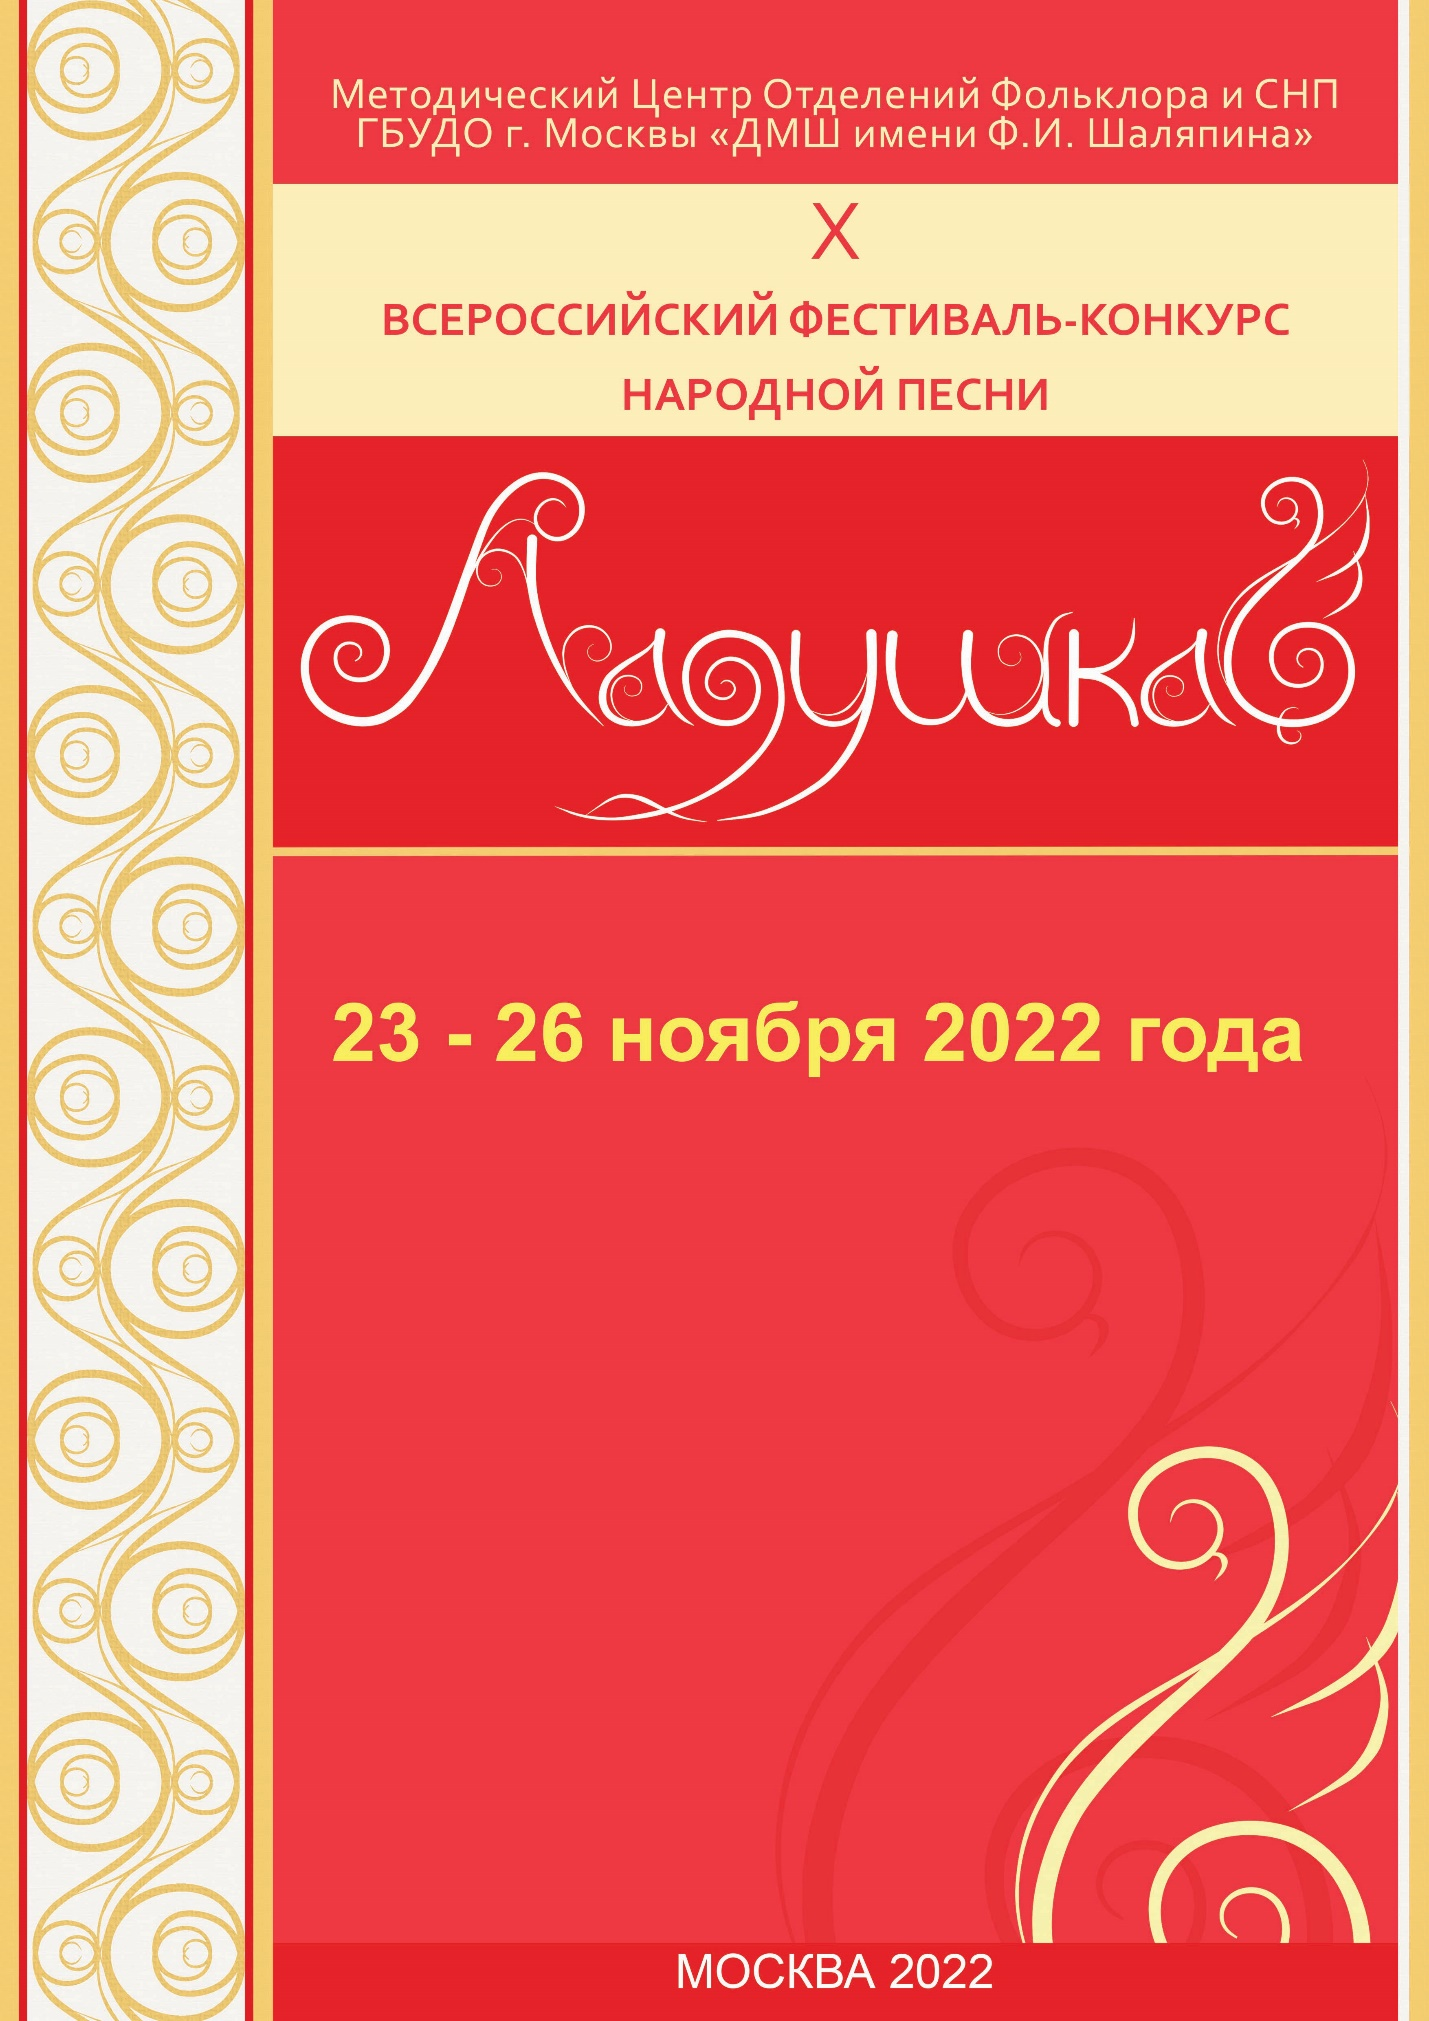 Методический Центр Отделений Фольклора и СНП
ГБУДО г. Москвы «ДМШ имени Ф.И. Шаляпина»
X
ВСЕРОССИЙСКИЙ ФЕСТИВАЛЬ-КОНКУРС
НАРОДНОЙ ПЕСНИ
Ладушка
23 - 26 ноября 2022 года
МОСКВА 2022